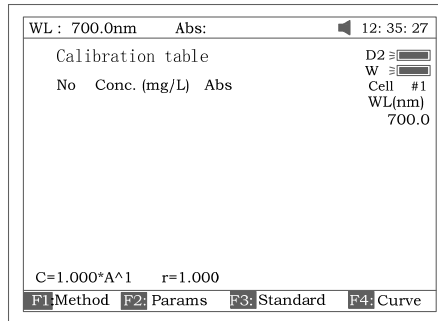 WL: 700.0nm Abs: 12: 35: 27
Calibration table
No Conc. (mg/L) Abs
D2
W
Cell #1
WL(nm)
700.0
C=1.000*A^1 r=1.000
F1:Method F2: Params F3: Standard F4: Curve